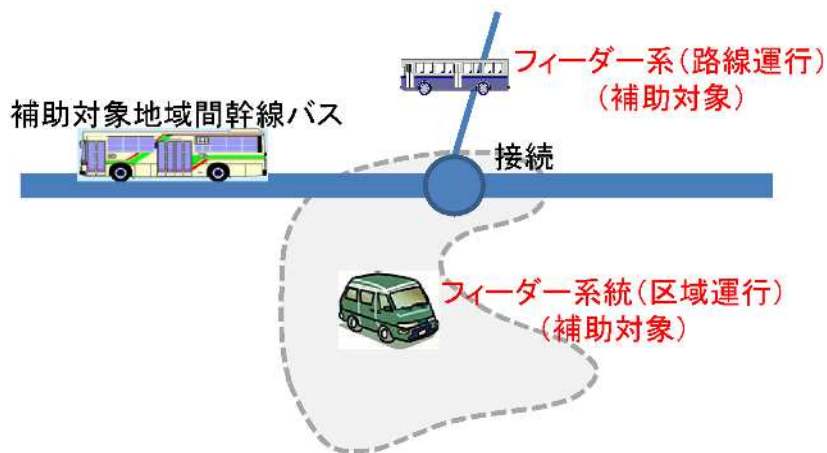 フィーダー系(路線運行)
(補助対象)
補助対象地域間幹線バス
接続
フィーダー系統(区域運行)
(補助対象)